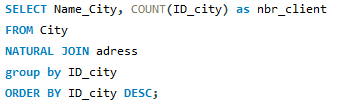 SELECT Name_City, COUNT(ID_city) as nbr_client
FROM City
NATURAL JOIN adress
group by ID_city
ORDER BY ID_city DESC;